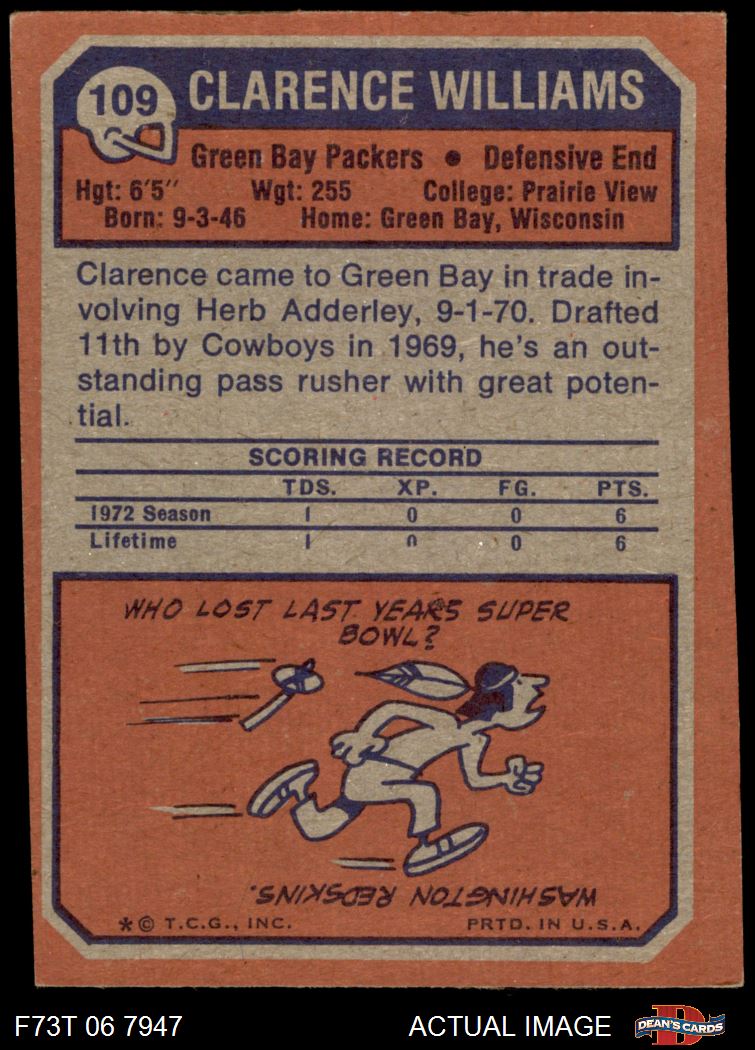 109
CLARENCE WILLIAMS
Green Bay Packers • Defensive End
Hgt: 6'5" Wgt: 255 College: Prairie View
Born: 9-3-46 Home: Green Bay, Wisconsin
Clarence came to Green Bay in trade in-
volving Herb Adderley, 9-1-70. Drafted
11th by Cowboys in 1969, he's an out-
standing pass rusher with great poten-
tial.
SCORING RECORD
TDS. XP. FG. PTS.
1972 Season 1 0 0 6
Lifetime 1 0 0 6
WHO LOST LAST YEARS SUPER
BOWL?
WASHINGTON REDSKINS.
*© T.C.G., INC. PRTD. IN U.S.A.
F73T 06 7947 ACTUAL IMAGE
D
DEAN'S CARDS